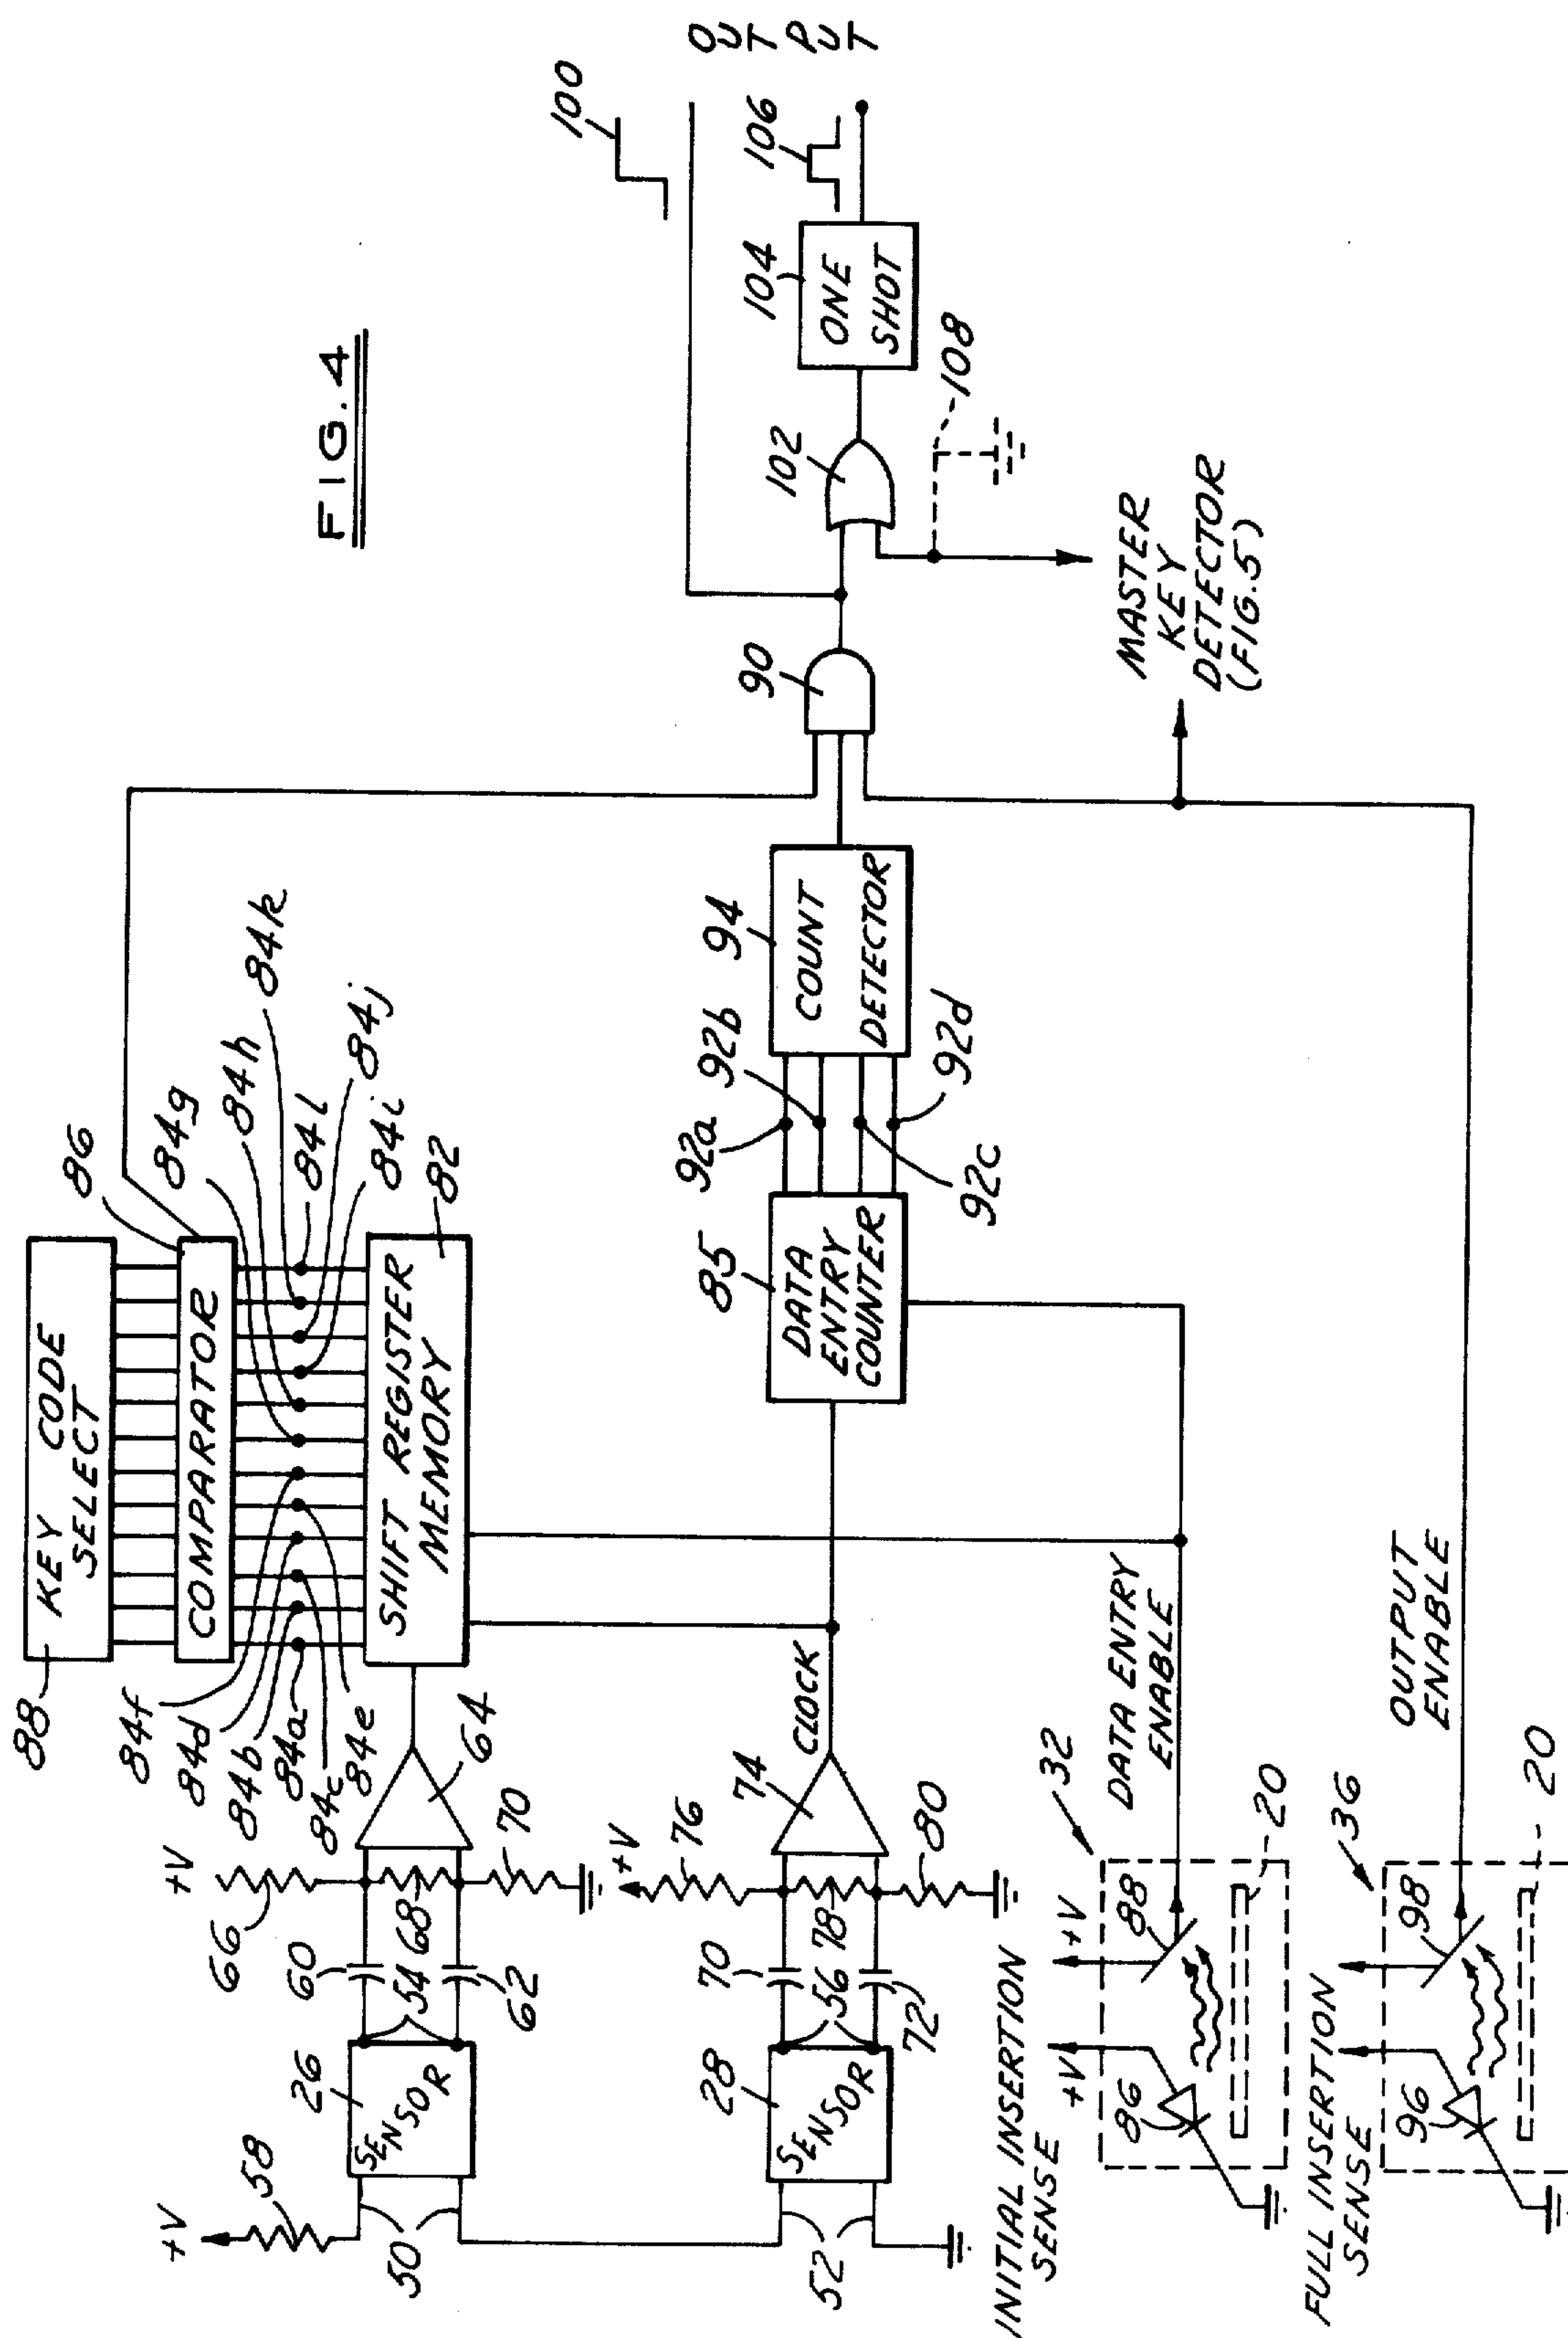 FIG. 4
88
KEY CODE
SELECT
86
COMPARATOR
84g
84h
84k
84l
84j
84i
84f
84d
84b
84a
84c
84e
SHIFT REGISTER
MEMORY
82
+V
58
50
26
SENSOR
54
60
62
+V
66
68
70
64
52
28
SENSOR
56
70
72
+V
76
78
80
74
CLOCK
85
DATA
ENTRY
COUNTER
92a
92b
92c
92d
94
COUNT
DETECTOR
90
102
104
ONE
SHOT
106
100
OUT PUT
108
MASTER
KEY
DETECTOR
(FIG.5)
INITIAL INSERTION
SENSE
+V
+V
86
88
32
20
DATA ENTRY
ENABLE
FULL INSERTION
SENSE
96
98
36
20
OUTPUT
ENABLE